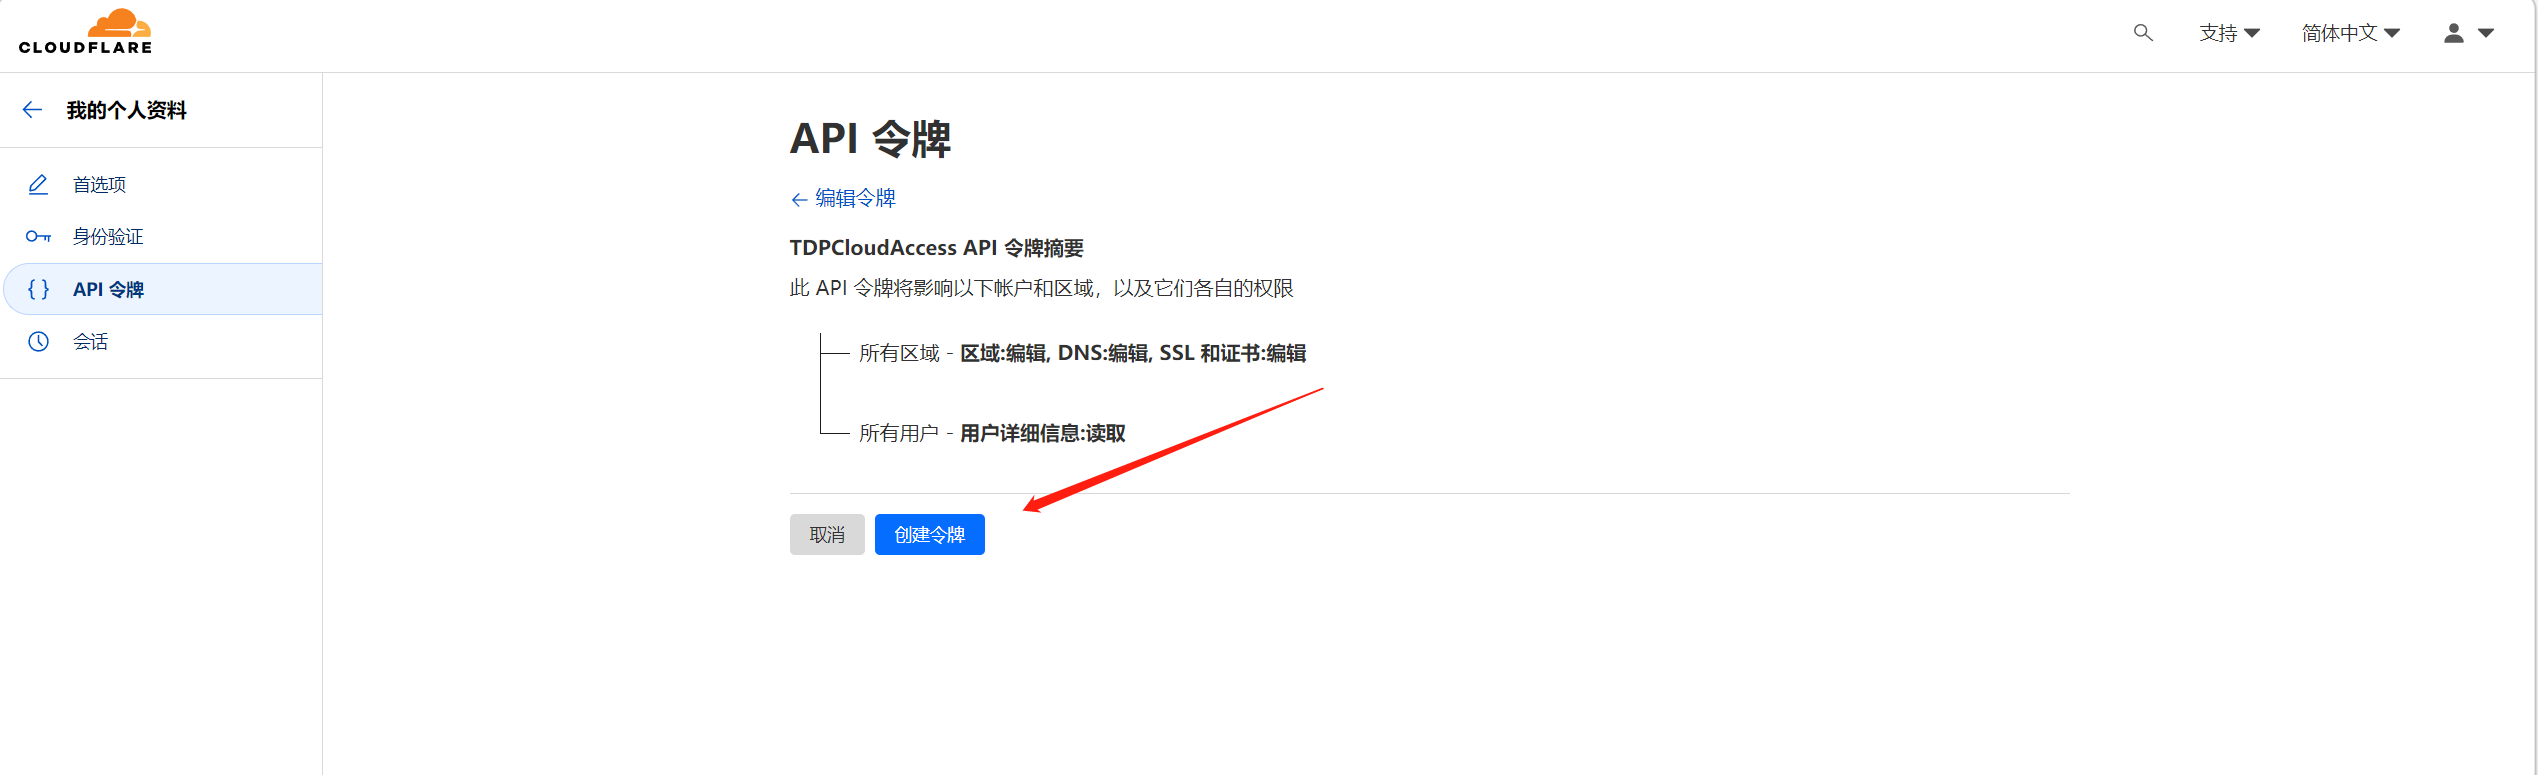 CLOUDFLARE
支持
简体中文
我的个人资料
首选项
身份验证
API 令牌
会话
API 令牌
← 编辑令牌
TDPCloudAccess API 令牌摘要
此 API 令牌将影响以下帐户和区域，以及它们各自的权限
所有区域 - 区域:编辑, DNS:编辑, SSL 和证书:编辑
所有用户 - 用户详细信息:读取
取消
创建令牌